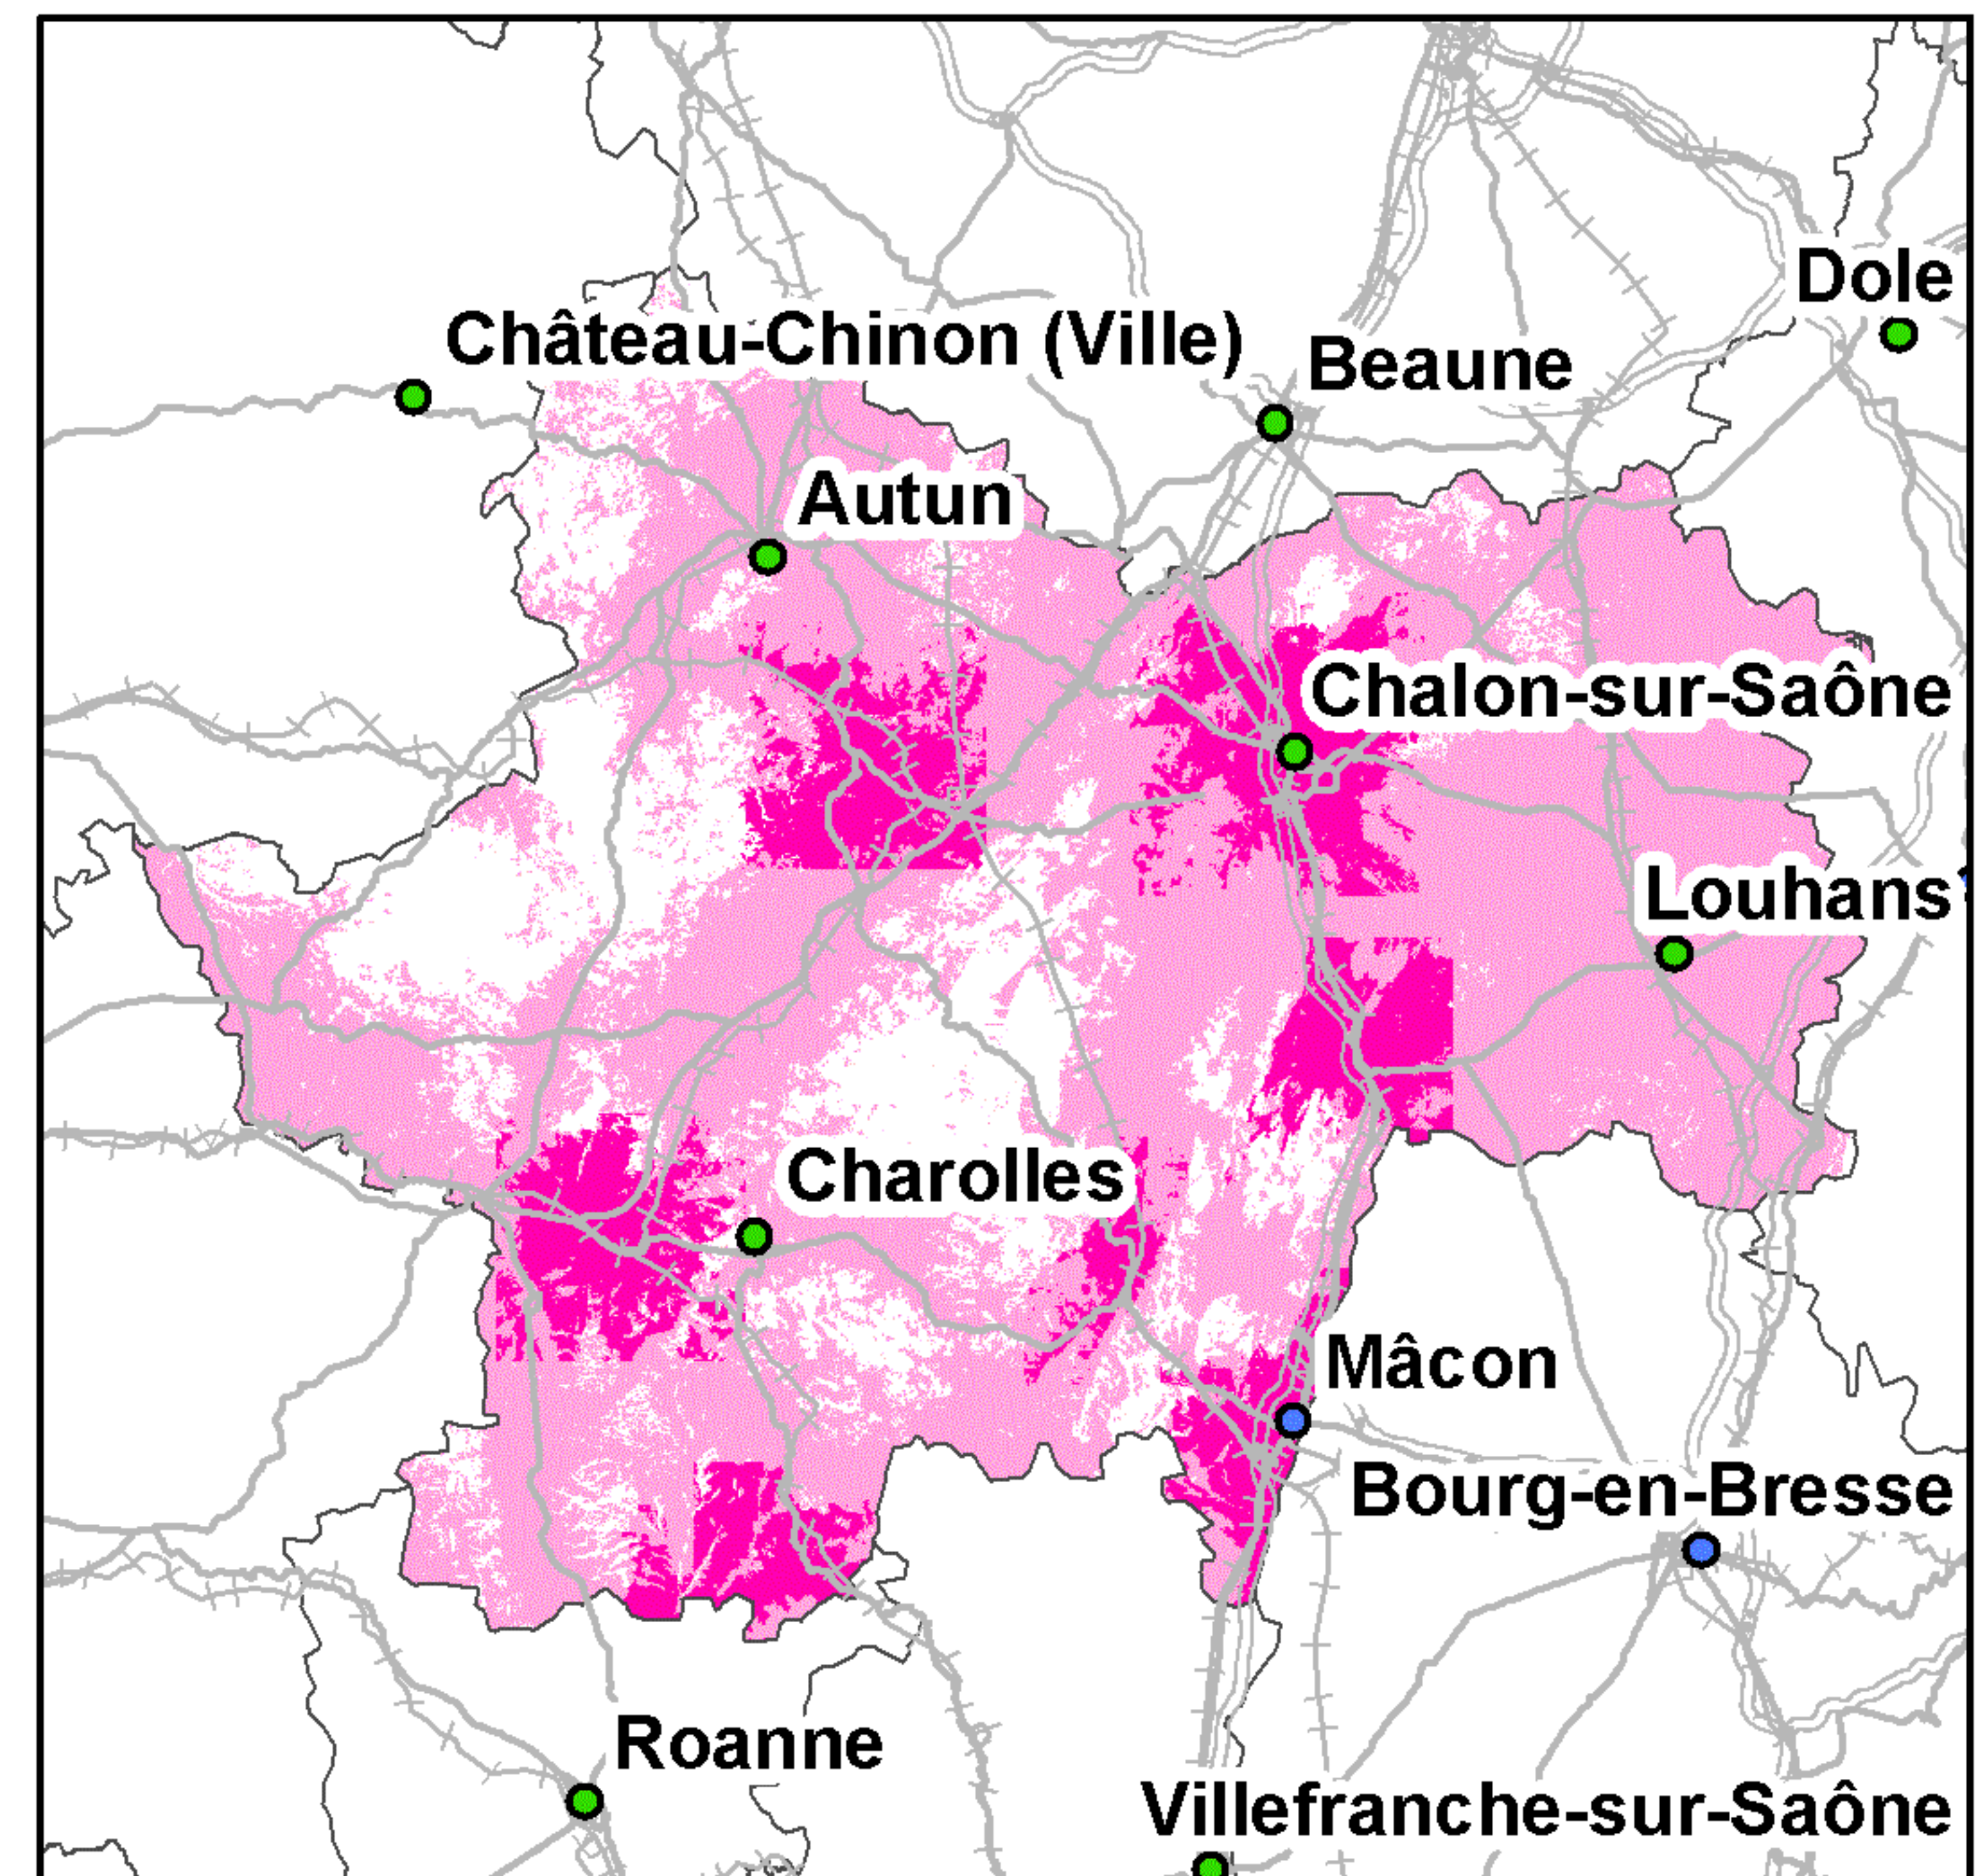 Dole
Château-Chinon (Ville)
Beaune
Autun
Chalon-sur-Saône
Louhans
Charolles
Mâcon
Bourg-en-Bresse
Roanne
Villefranche-sur-Saône